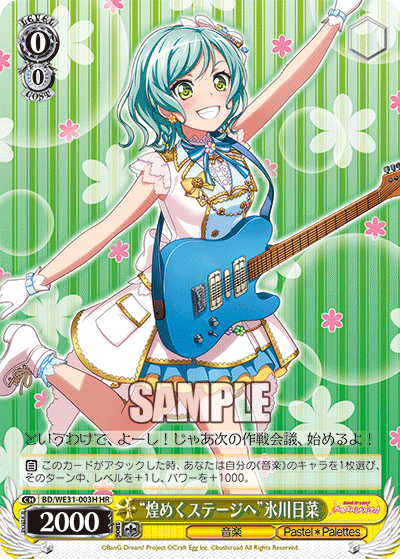 LEVEL
0
0
COST
SAMPLE
というわけで、よーし!じゃあ次の作戦会議、始めるよ!
自 このカードがアタックした時、あなたは自分の《音楽》のキャラを1枚選び、
そのターン中、レベルを+1し、パワーを+1000。
CH BD/WE31-003H HR
"煌めくステージへ"氷川日菜
POWER
2000
音楽 Pastel*Palettes
©BanG Dream! Project ©Craft Egg Inc. ©bushiroad All Rights Reserved.